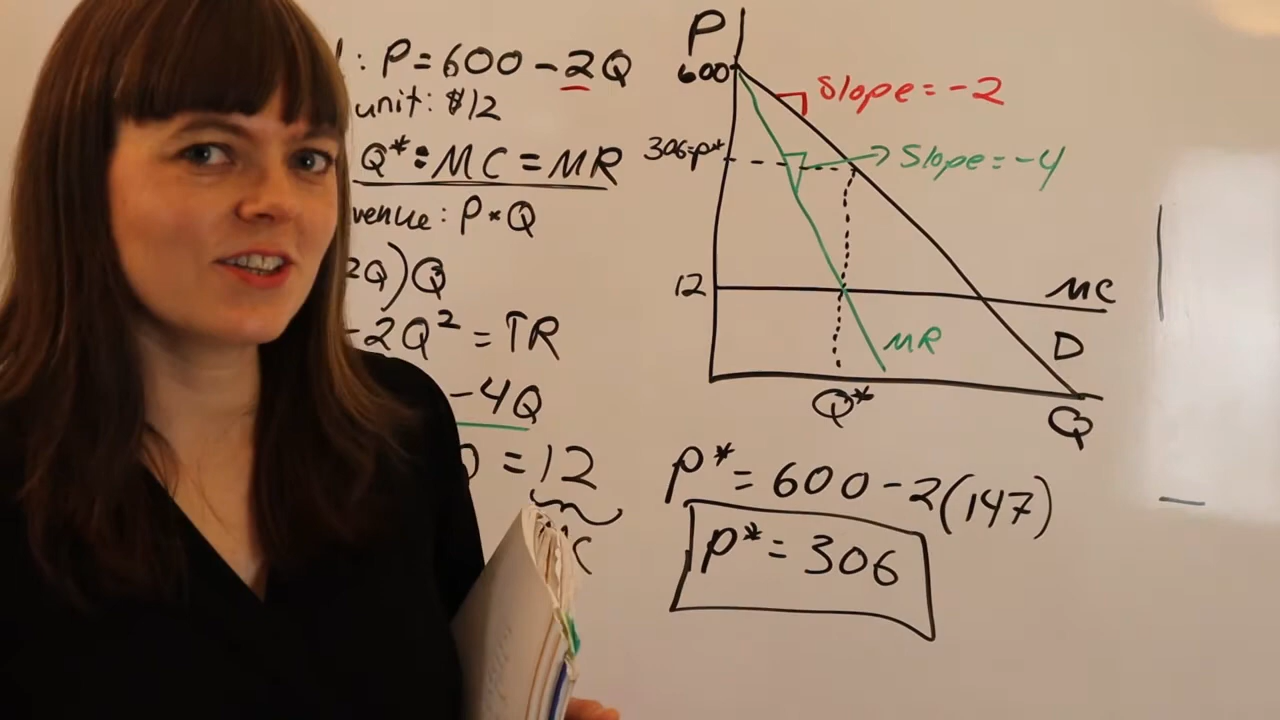 : P = 600 - 2Q
unit: $12
Q* : MC = MR
venue: P * Q
2Q)Q
- 2Q² = TR
- 4Q
= 12
P
600
Slope = -2
306 = P*
Slope = -4
12
MC
MR
D
Q*
Q
P* = 600 - 2(147)
P* = 306